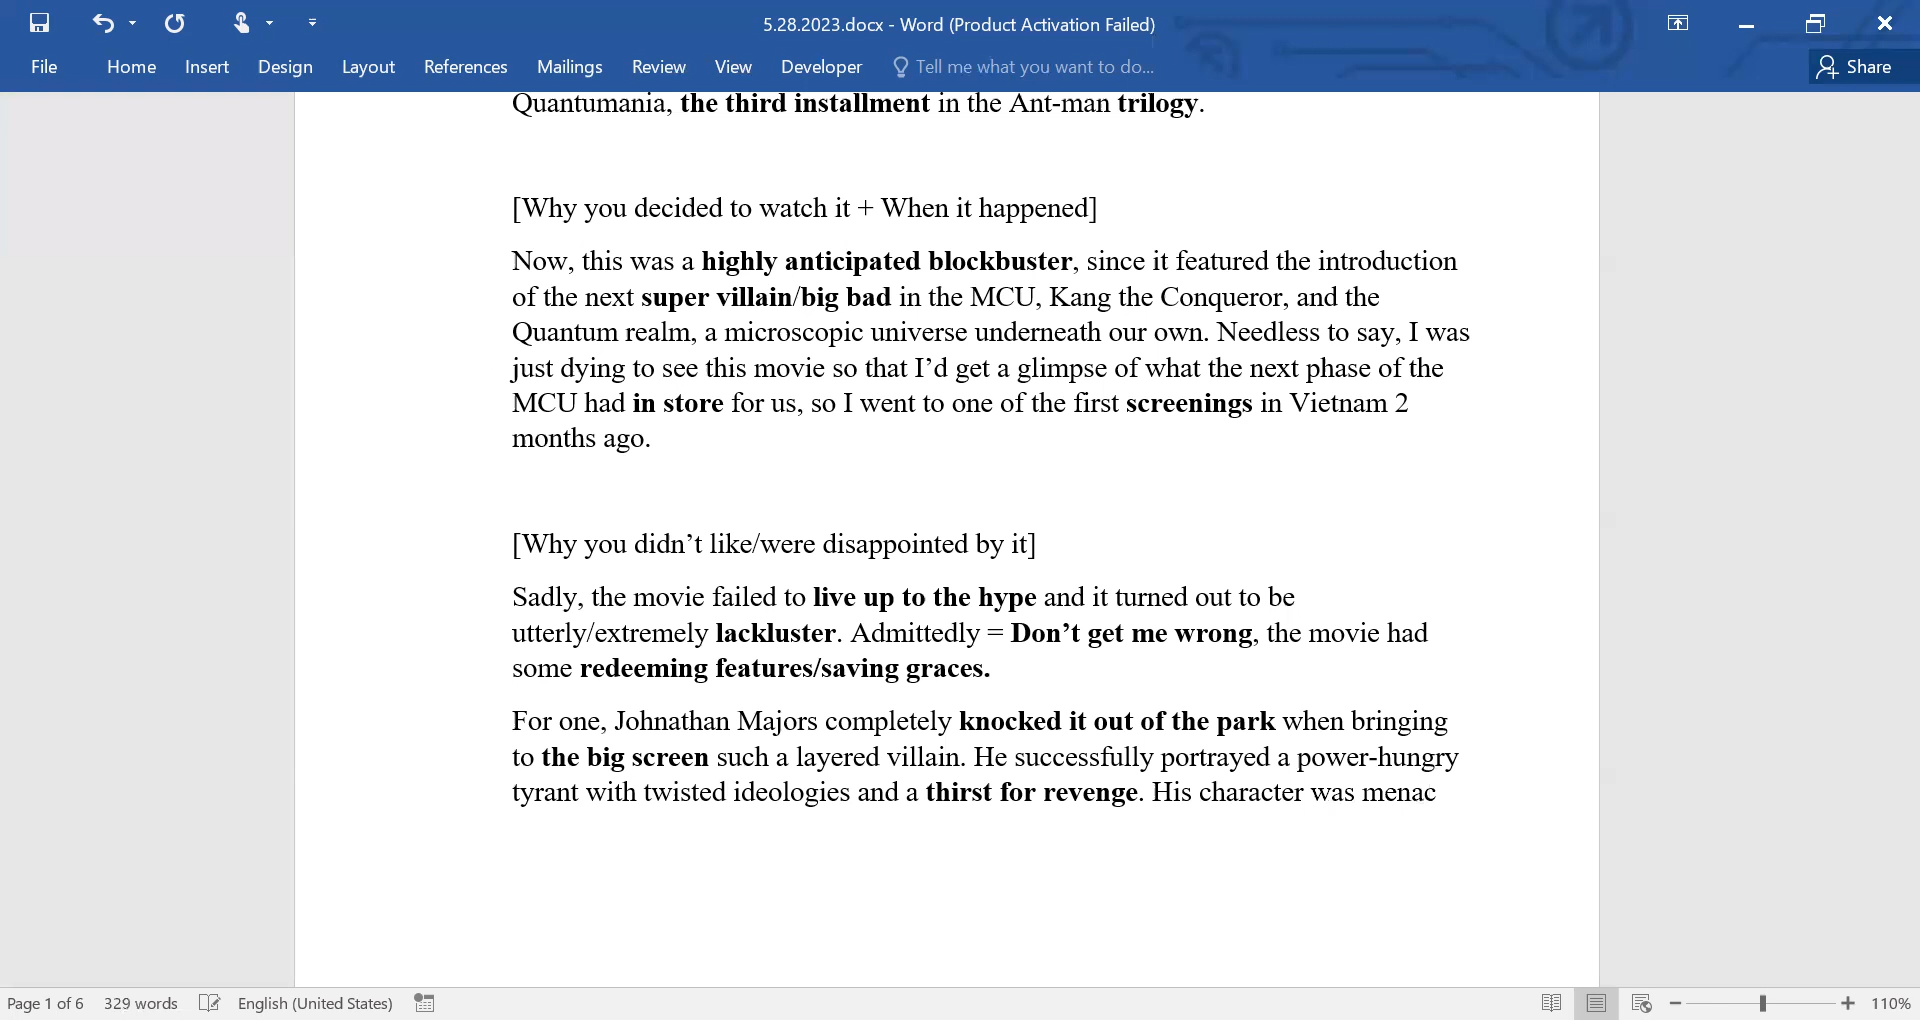 5.28.2023.docx - Word (Product Activation Failed)
File Home Insert Design Layout References Mailings Review View Developer Tell me what you want to do... Share
Quantumania, the third installment in the Ant-man trilogy.
[Why you decided to watch it + When it happened]
Now, this was a highly anticipated blockbuster, since it featured the introduction
of the next super villain/big bad in the MCU, Kang the Conqueror, and the
Quantum realm, a microscopic universe underneath our own. Needless to say, I was
just dying to see this movie so that I’d get a glimpse of what the next phase of the
MCU had in store for us, so I went to one of the first screenings in Vietnam 2
months ago.
[Why you didn’t like/were disappointed by it]
Sadly, the movie failed to live up to the hype and it turned out to be
utterly/extremely lackluster. Admittedly = Don’t get me wrong, the movie had
some redeeming features/saving graces.
For one, Johnathan Majors completely knocked it out of the park when bringing
to the big screen such a layered villain. He successfully portrayed a power-hungry
tyrant with twisted ideologies and a thirst for revenge. His character was menac
Page 1 of 6 329 words English (United States) 110%